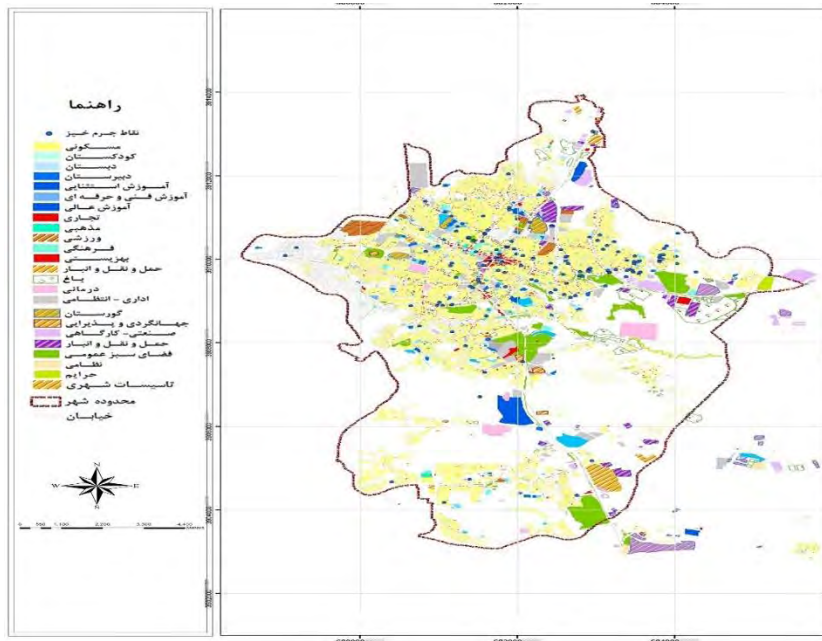 راهنما
نقاط جرم خیز
مسکونی
کودکستان
دبستان
دبیرستان
آموزش استثنایی
آموزش فنی و حرفه ای
آموزش عالی
تجاری
مذهبی
ورزشی
فرهنگی
بهزیستی
حمل و نقل و انبار
باغ
درمانی
اداری - انتظامی
گورستان
جهانگردی و پذیرایی
صنعتی - کارگاهی
حمل و نقل و انبار
فضای سبز عمومی
نظامی
حرایم
تاسیسات شهری
محدوده شهر
خیابان
N
W E
S